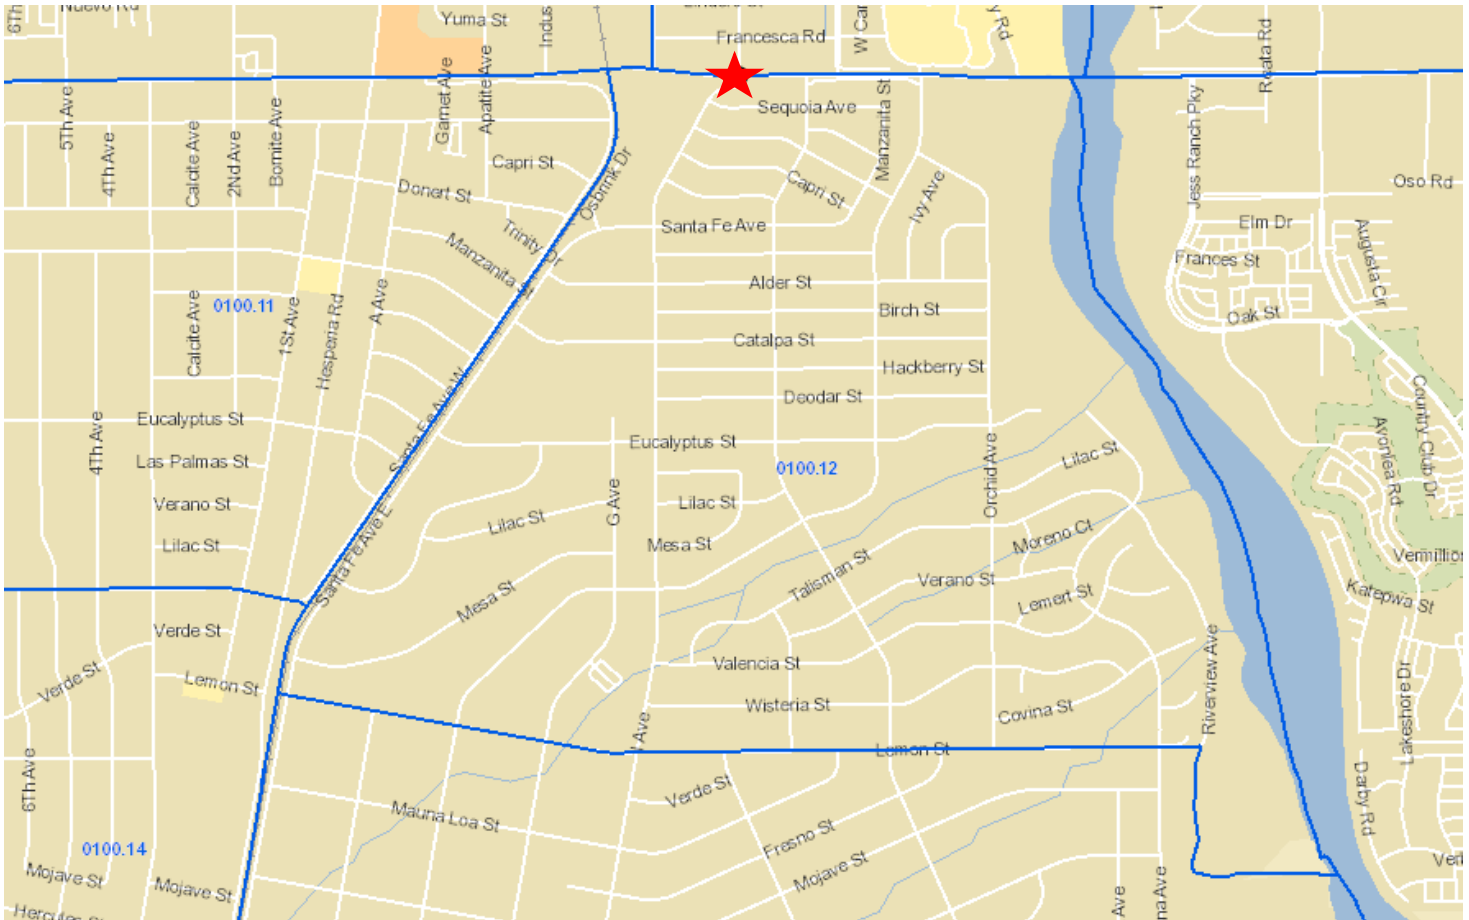 6Th
Nuevo Rd
Yuma St
Indus
Francesca Rd
W Car
y Rd
Reata Rd
5Th Ave
4Th Ave
Calcite Ave
2Nd Ave
Bonite Ave
Garnet Ave
Apatite Ave
Sequoia Ave
Manzanita St
Jess Ranch Pky
Capri St
Osbrink Dr
Donert St
Capri St
Ivy Ave
Oso Rd
Trinity Dr
Santa Fe Ave
Elm Dr
Augusta Cir
Manzanita St
Frances St
Alder St
0100.11
Calcite Ave
1St Ave
Hesperia Rd
A Ave
Birch St
Oak St
Catalpa St
Hackberry St
Santa Fe Ave W
Deodar St
Country Club Dr
4Th Ave
Eucalyptus St
Eucalyptus St
Orchid Ave
Avonlea Rd
Las Palmas St
0100.12
Lilac St
Verano St
G Ave
Lilac St
Lilac St
Lilac St
Santa Fe Ave E
Mesa St
Moreno Ct
Vermillion
Talisman St
Verano St
Mesa St
Lemert St
Katepwa St
Verde St
Riverview Ave
Valencia St
Verde St
Lemon St
Wisteria St
Covina St
Lakeshore Dr
I Ave
Lemon St
6Th Ave
Verde St
Darby Rd
Mauna Loa St
Fresno St
0100.14
Mojave St
Mojave St
Mojave St
Ave
na Ave
Hercules St